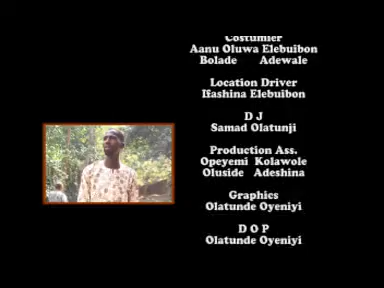 Costumier
Aanu Oluwa Elebuibon
Bolade Adewale
Location Driver
Ifashina Elebuibon
D J
Samad Olatunji
Production Ass.
Opeyemi Kolawole
Oluside Adeshina
Graphics
Olatunde Oyeniyi
D O P
Olatunde Oyeniyi